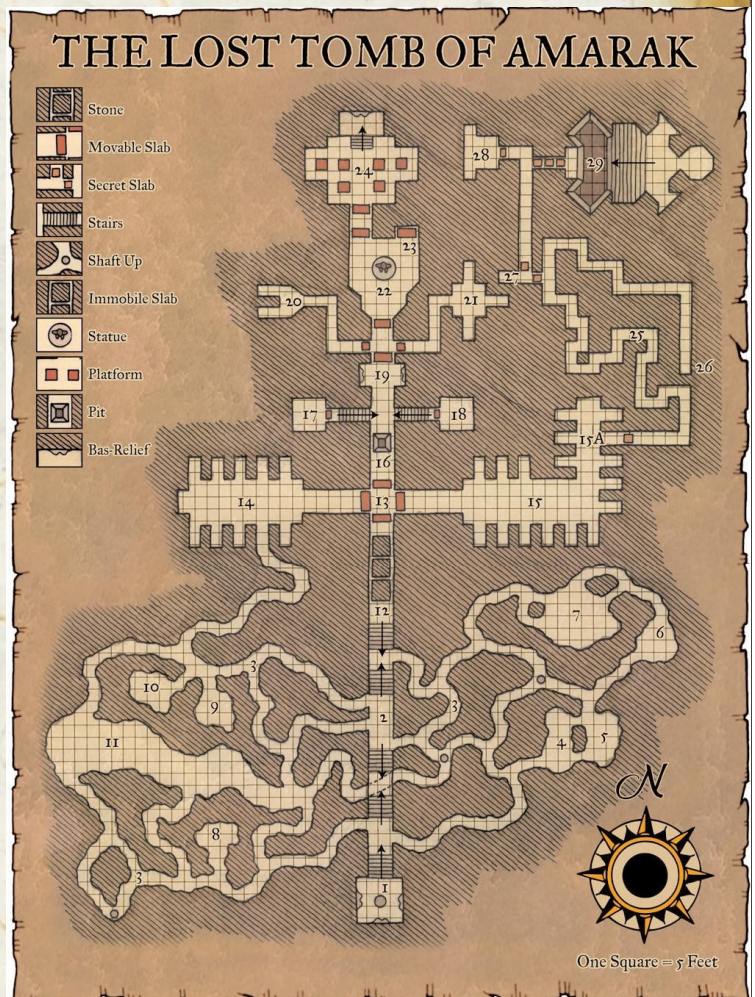 THE LOST TOMB OF AMARAK
Stone
Movable Slab
Secret Slab
Stairs
Shaft Up
Immobile Slab
Statue
Platform
Pit
Bas-Relief
24
28
29
23
22
27
20
21
25
26
19
17
18
15A
16
14
13
15
12
7
6
3
10
9
3
2
11
4
5
8
3
1
N
One Square = 5 Feet